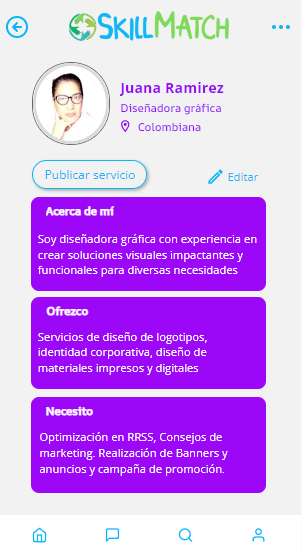 SKILLMATCH
Juana Ramirez
Diseñadora gráfica
Colombiana
Publicar servicio
Editar
Acerca de mí
Soy diseñadora gráfica con experiencia en
crear soluciones visuales impactantes y
funcionales para diversas necesidades
Ofrezco
Servicios de diseño de logotipos,
identidad corporativa, diseño de
materiales impresos y digitales
Necesito
Optimización en RRSS, Consejos de
marketing. Realización de Banners y
anuncios y campaña de promoción.